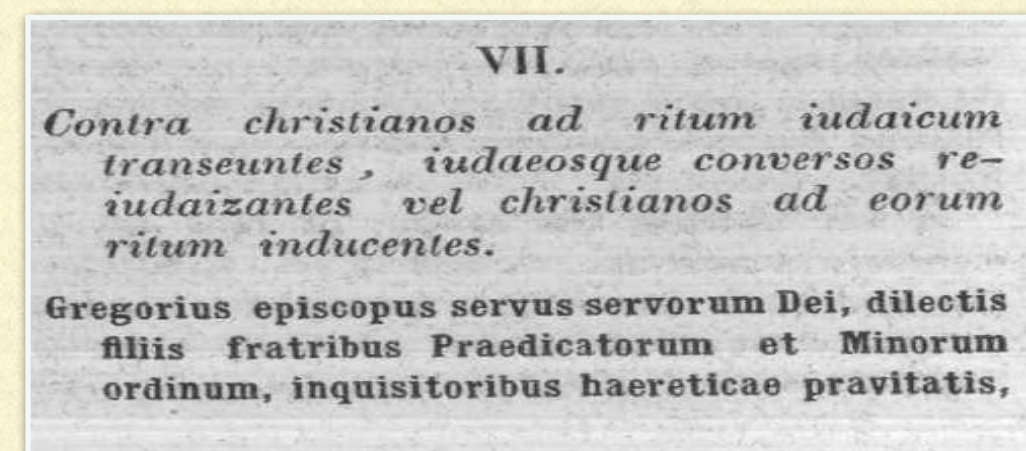 VII.
Contra christianos ad ritum iudaicum
transeuntes , iudaeosque conversos re-
iudaizantes vel christianos ad eorum
ritum inducentes.
Gregorius episcopus servus servorum Dei, dilectis
filiis fratribus Praedicatorum et Minorum
ordinum, inquisitoribus haereticae pravitatis,